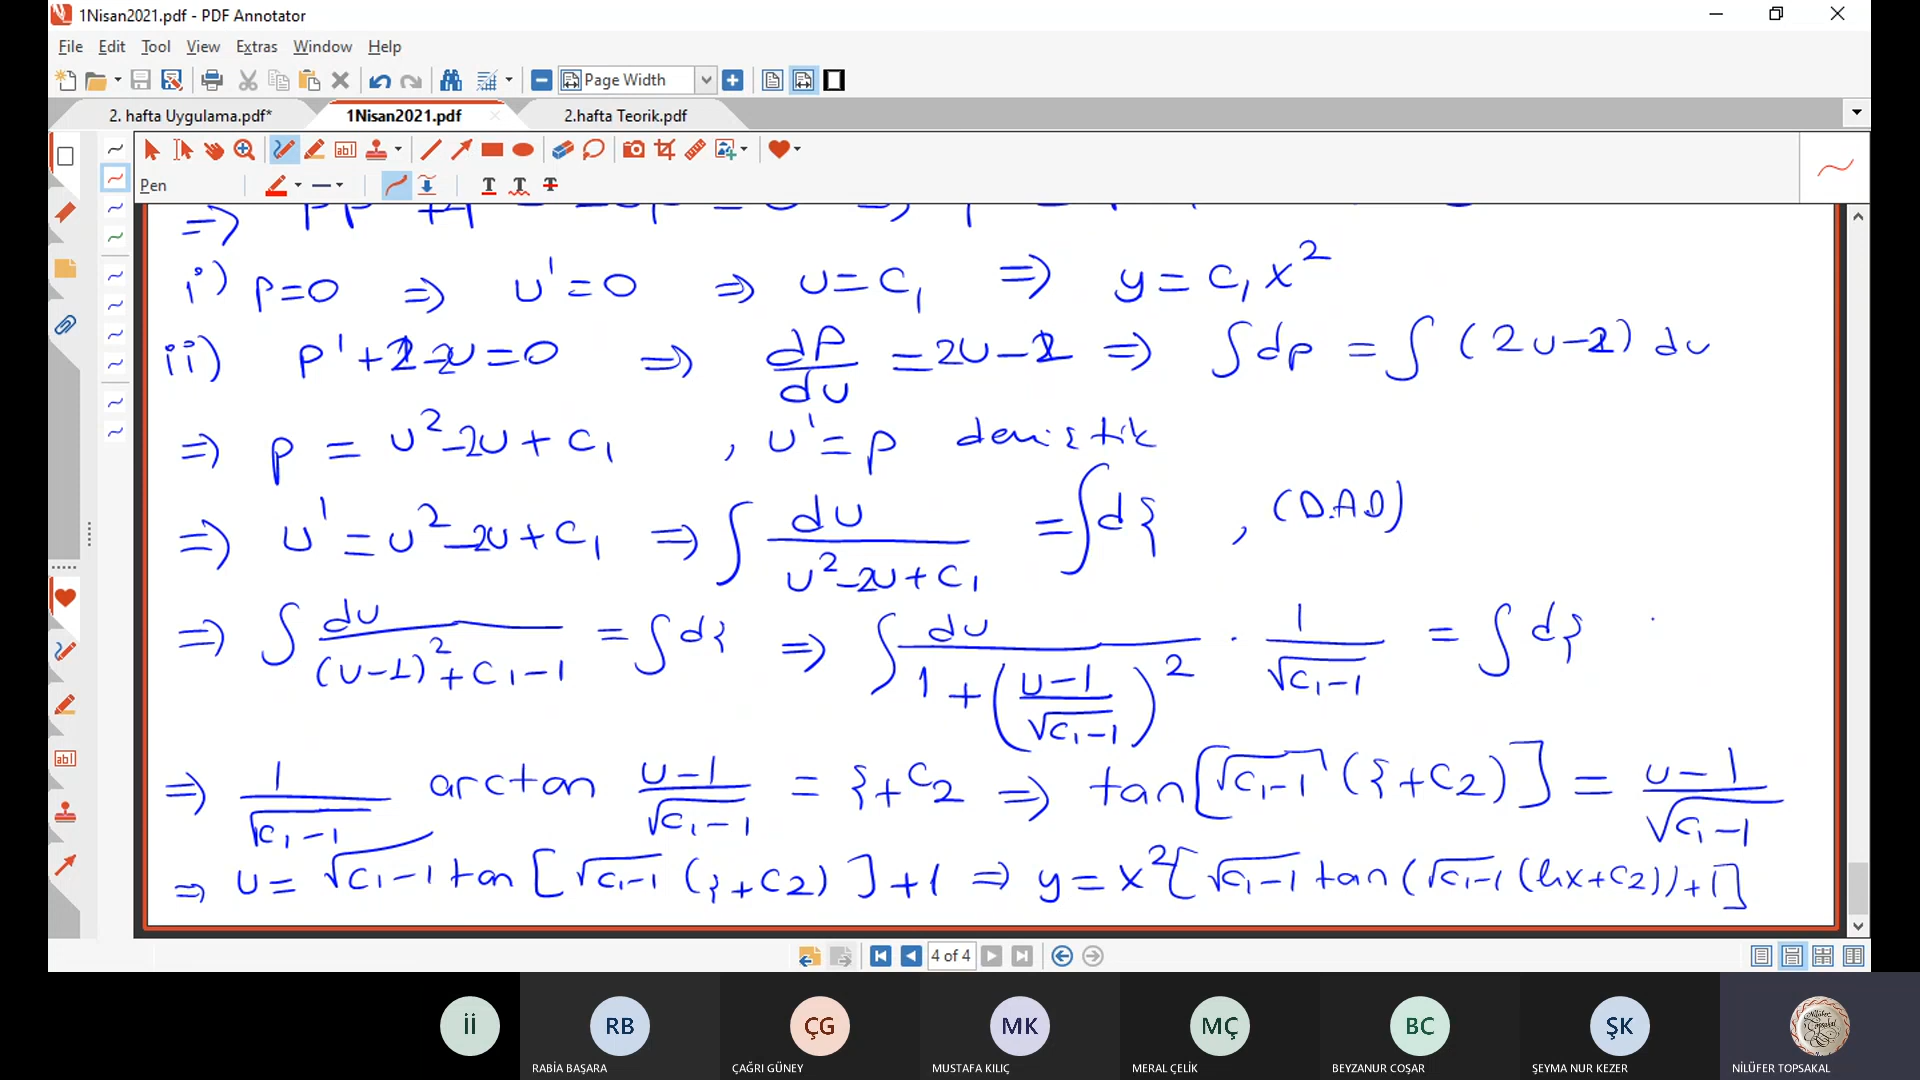 1Nisan2021.pdf - PDF Annotator
File Edit Tool View Extras Window Help
Page Width
2. hafta Uygulama.pdf* 1Nisan2021.pdf 2.hafta Teorik.pdf
Pen
i) p=0 ⇒ u'=0 ⇒ u=c₁ ⇒ y=c₁x²
ii) p'+2-2u=0 ⇒ dp/du = 2u-2 ⇒ ∫dp = ∫(2u-2) du
⇒ p = u²-2u+c₁ , u'=p demiştik
⇒ u'=u²-2u+c₁ ⇒ ∫ du/(u²-2u+c₁) = ∫dξ , (D.A.D)
⇒ ∫ du/((u-1)²+c₁-1) = ∫dξ ⇒ ∫ du/(1+((u-1)/√(c₁-1))²) · 1/√(c₁-1) = ∫dξ
⇒ 1/√(c₁-1) arctan (u-1)/√(c₁-1) = ξ+c₂ ⇒ tan[√(c₁-1) (ξ+c₂)] = (u-1)/√(c₁-1)
⇒ u= √(c₁-1) tan [√(c₁-1) (ξ+c₂)]+1 ⇒ y=x²[√(c₁-1) tan(√(c₁-1) (lnx+c₂))+1]
4 of 4
İİ RB ÇG MK MÇ BC ŞK
RABİA BAŞARA ÇAĞRI GÜNEY MUSTAFA KILIÇ MERAL ÇELİK BEYZANUR COŞAR ŞEYMA NUR KEZER NİLÜFER TOPSAKAL